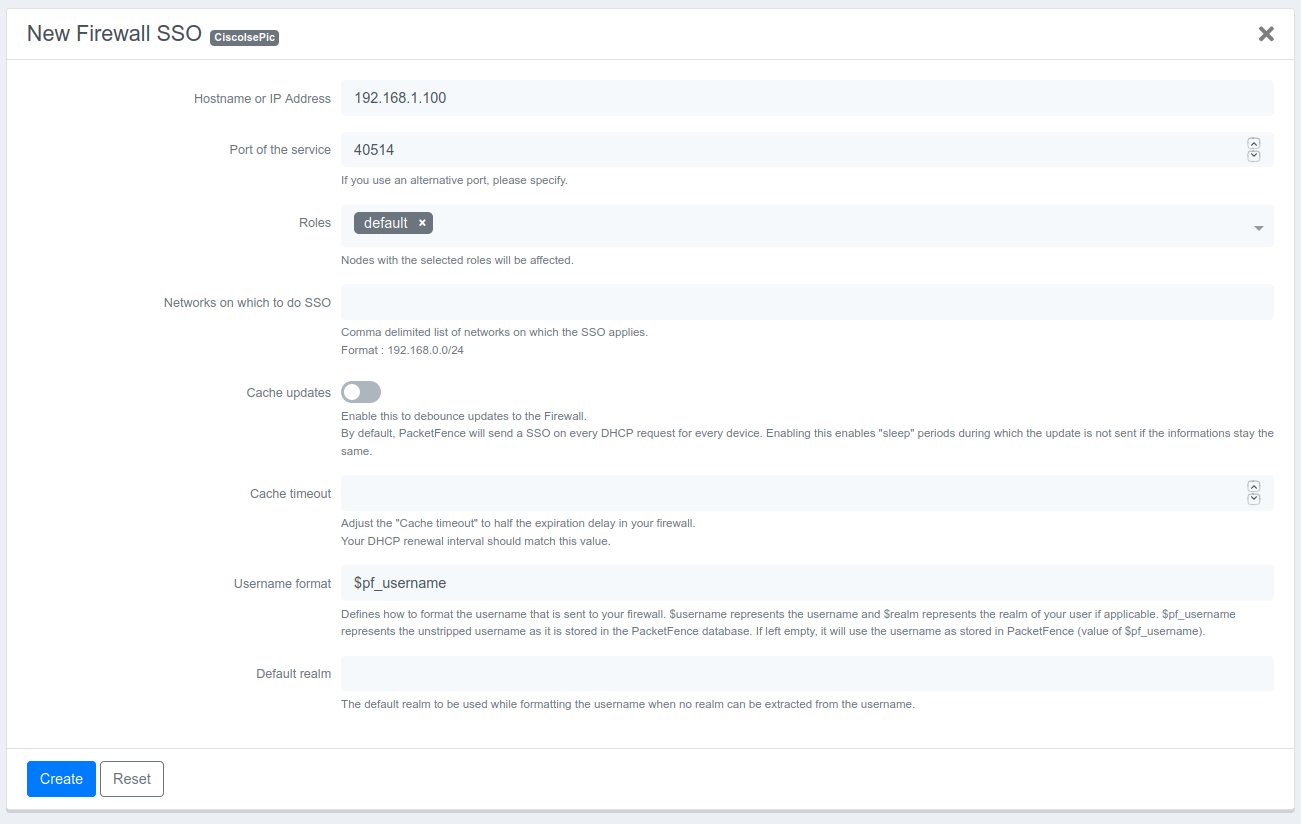 New Firewall SSO CiscoIsePic
Hostname or IP Address 192.168.1.100
Port of the service 40514
If you use an alternative port, please specify.
Roles default ×
Nodes with the selected roles will be affected.
Networks on which to do SSO
Comma delimited list of networks on which the SSO applies.
Format : 192.168.0.0/24
Cache updates
Enable this to debounce updates to the Firewall.
By default, PacketFence will send a SSO on every DHCP request for every device. Enabling this enables "sleep" periods during which the update is not sent if the informations stay the
same.
Cache timeout
Adjust the "Cache timeout" to half the expiration delay in your firewall.
Your DHCP renewal interval should match this value.
Username format $pf_username
Defines how to format the username that is sent to your firewall. $username represents the username and $realm represents the realm of your user if applicable. $pf_username
represents the unstripped username as it is stored in the PacketFence database. If left empty, it will use the username as stored in PacketFence (value of $pf_username).
Default realm
The default realm to be used while formatting the username when no realm can be extracted from the username.
Create Reset